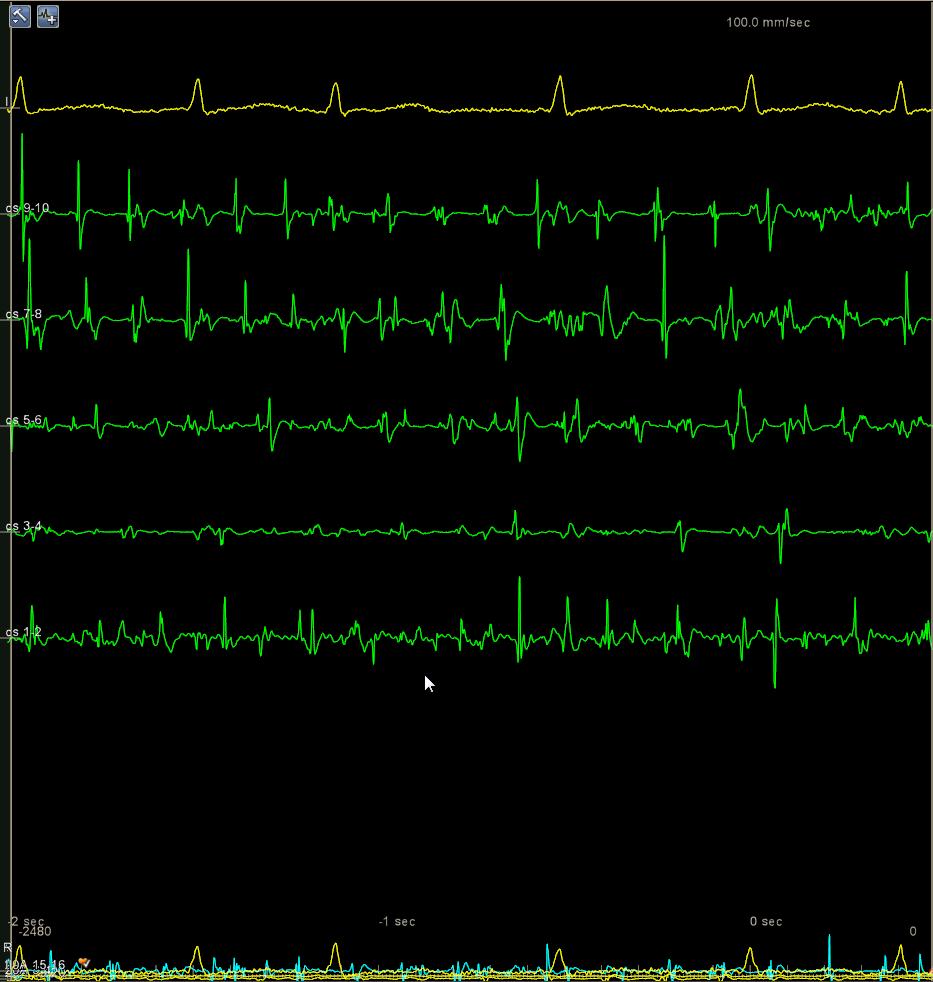 100.0 mm/sec
I
cs 9-10
cs 7-8
cs 5-6
cs 3-4
cs 1-2
-2 sec
-1 sec
0 sec
-2480
0